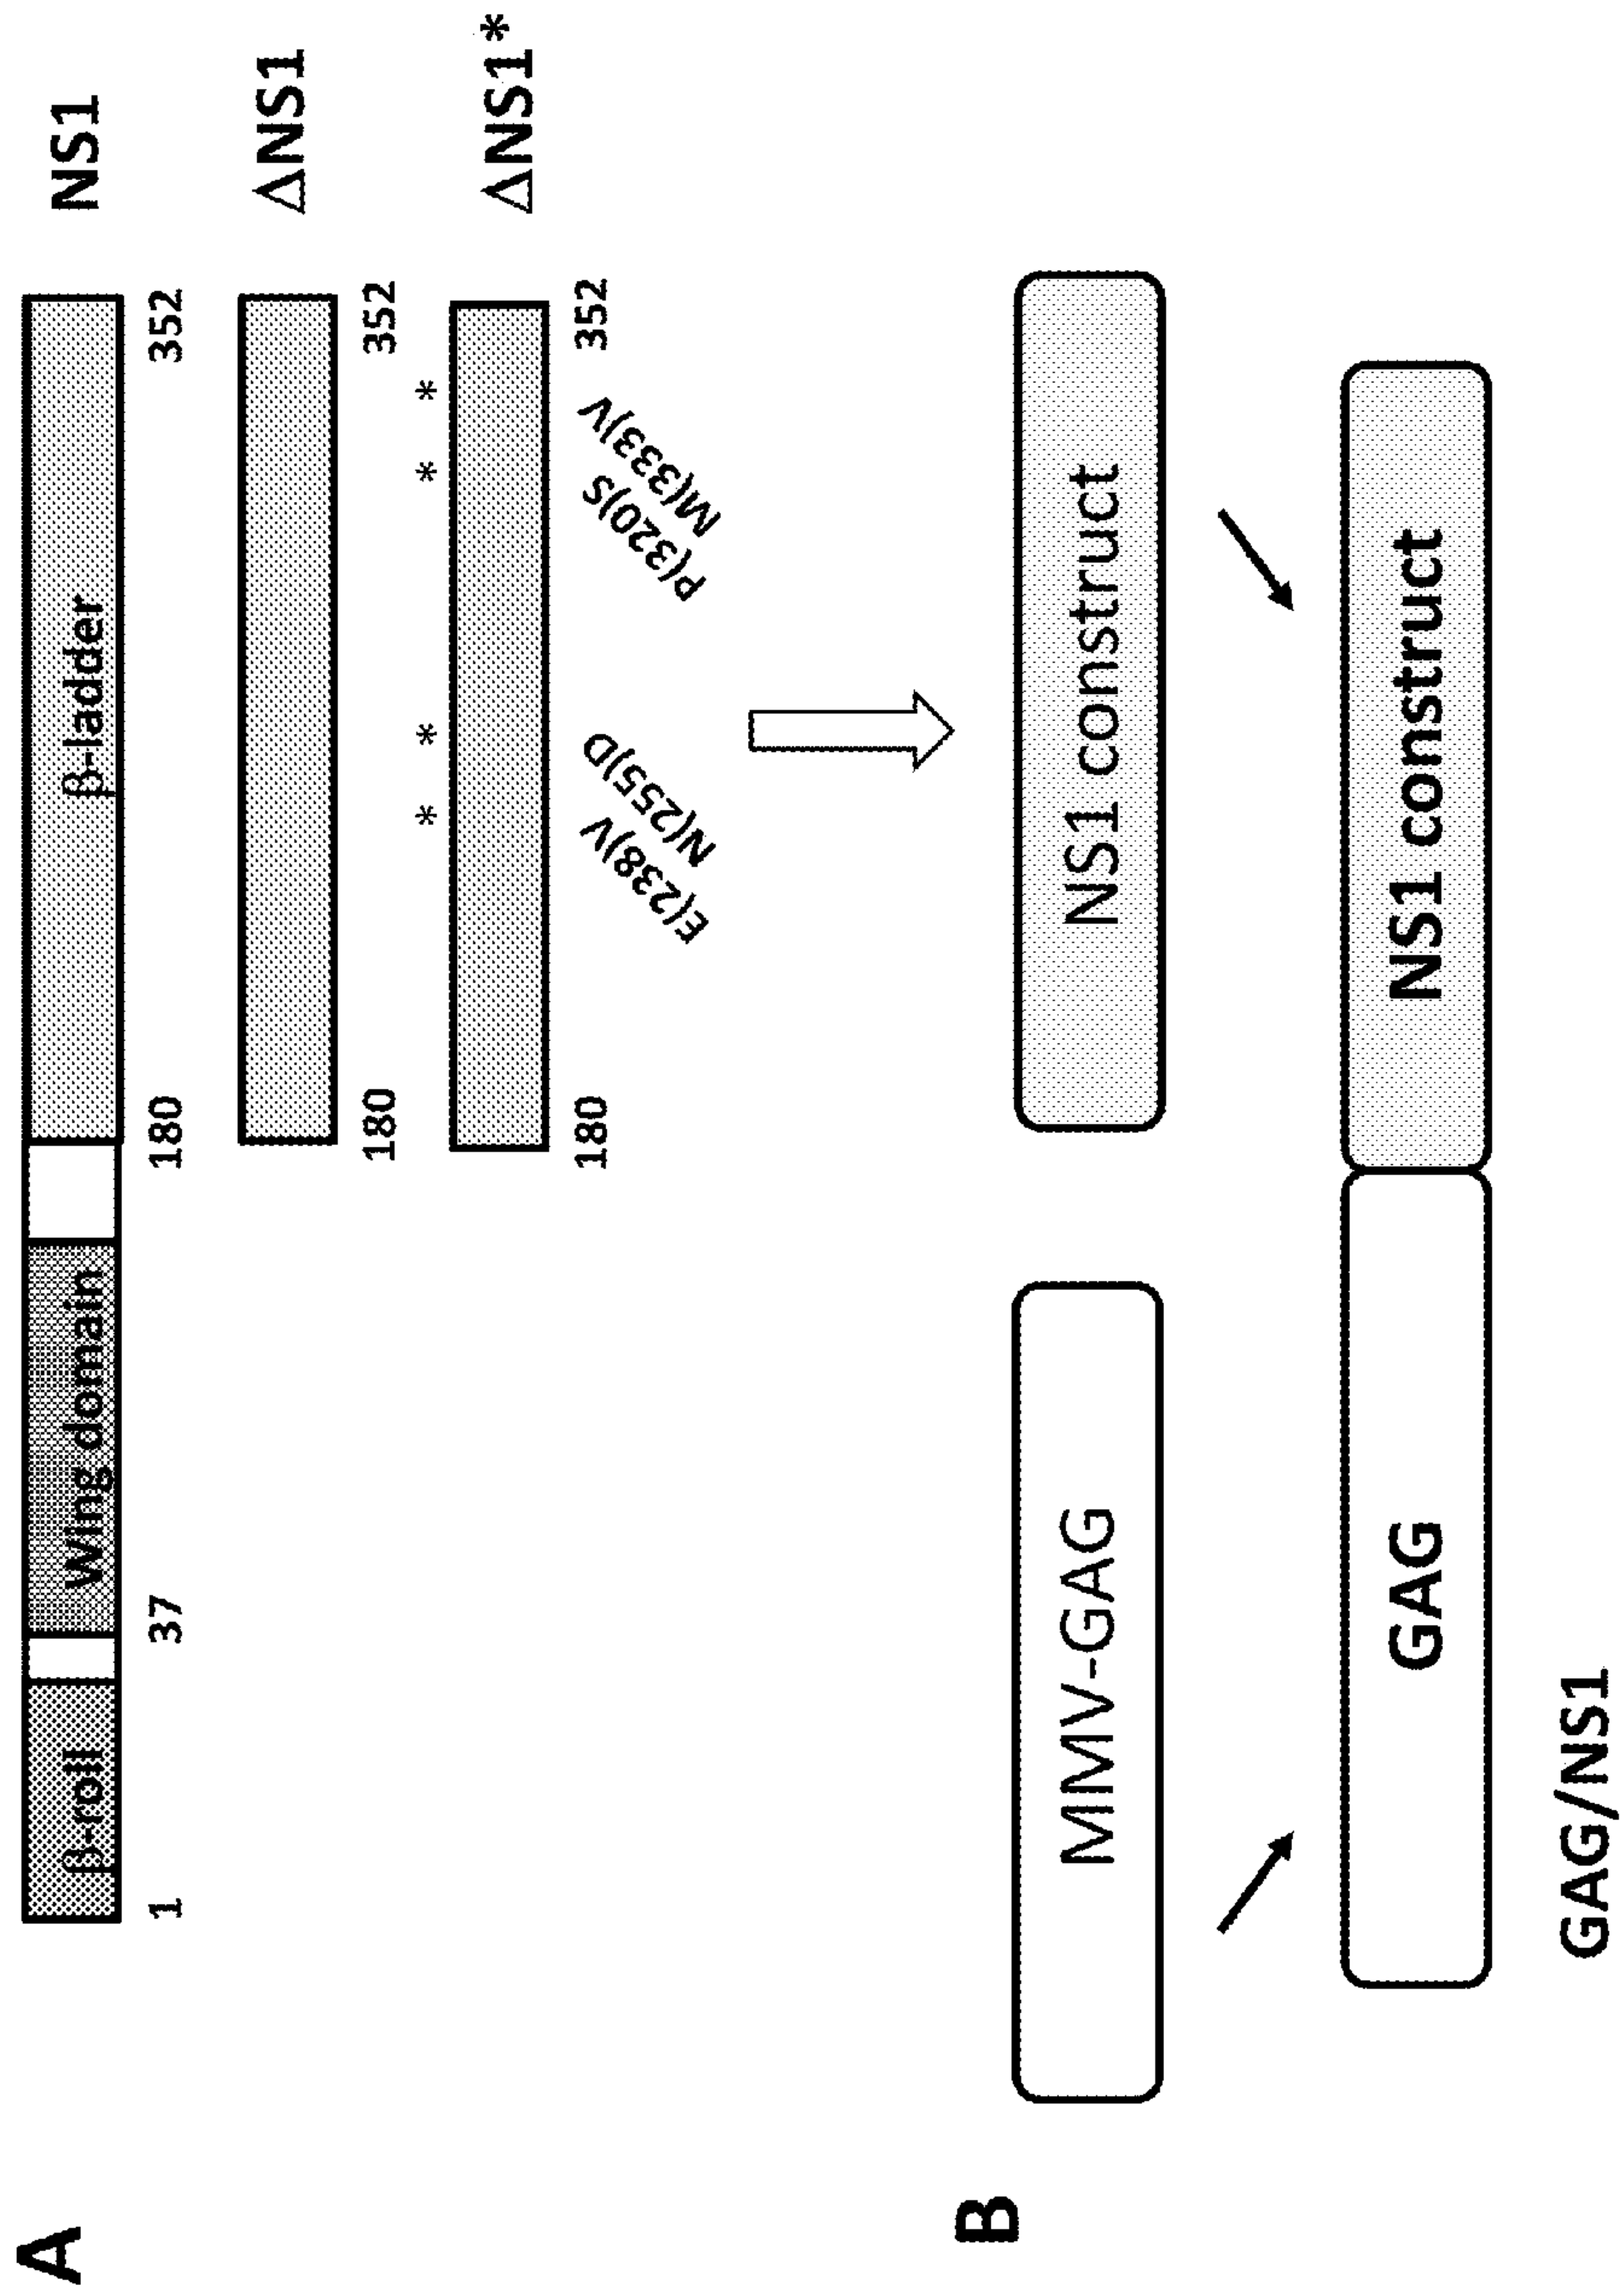 A
β-roll Wing domain β-ladder NS1
1 37 180 352
ΔNS1
180 352
* * * *
ΔNS1*
180 352
E(238)V N(255)D P(320)S M(333)V
B
MMV-GAG NS1 construct
GAG NS1 construct
GAG/NS1